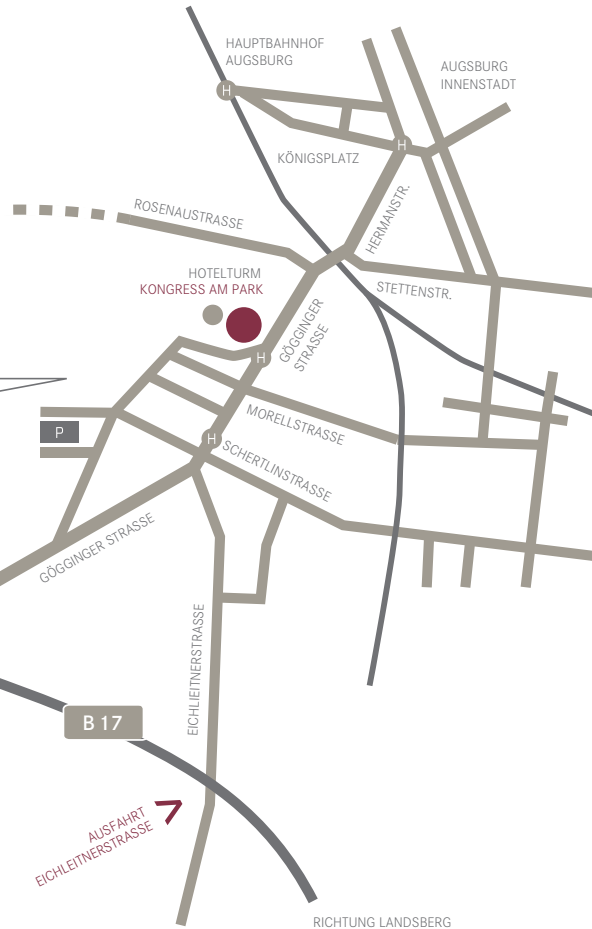 HAUPTBAHNHOF
AUGSBURG
AUGSBURG
INNENSTADT
H
H
KÖNIGSPLATZ
HERMANSTR.
ROSENAUSTRASSE
HOTELTURM
KONGRESS AM PARK
STETTENSTR.
GÖGGINGER
STRASSE
H
MORELLSTRASSE
P
H
SCHERTLINSTRASSE
GÖGGINGER STRASSE
EICHLIEITNERSTRASSE
B 17
AUSFAHRT
EICHLEITNERSTRASSE
RICHTUNG LANDSBERG